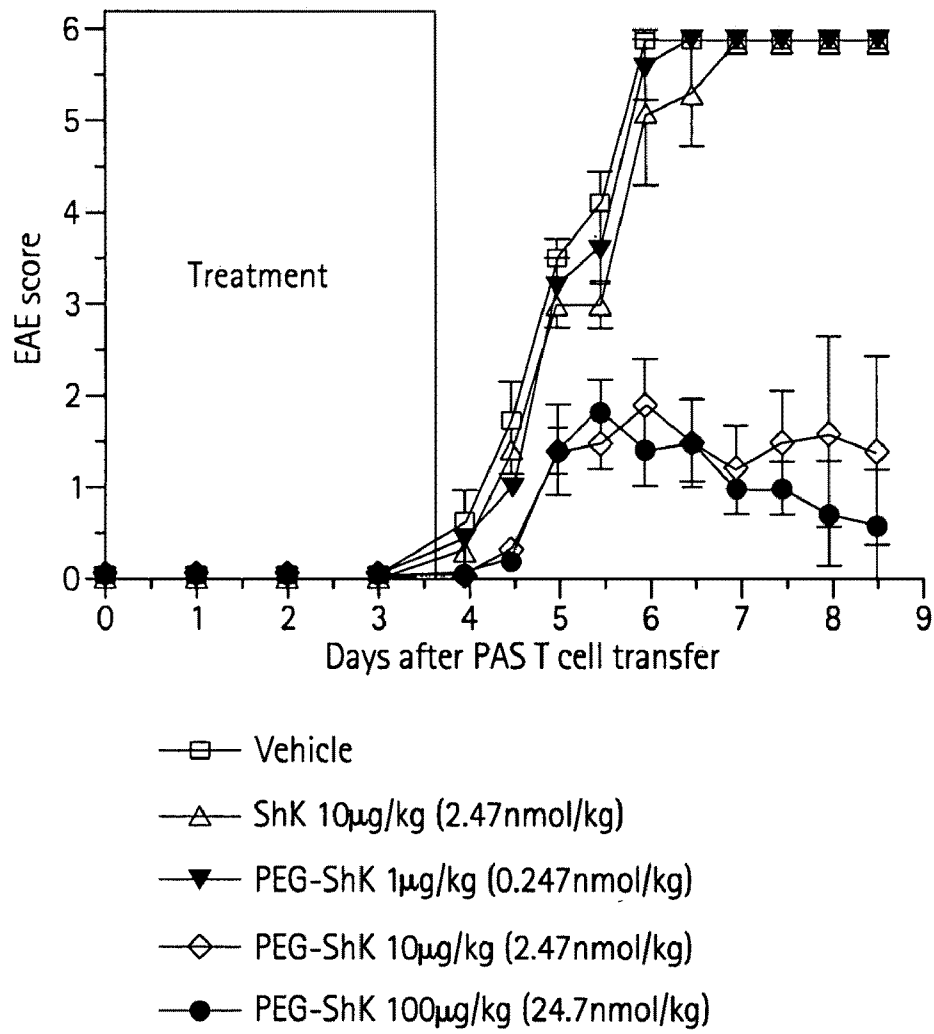 6
5
4
3
2
1
0
EAE score
Treatment
0 1 2 3 4 5 6 7 8 9
Days after PAS T cell transfer
Vehicle
ShK 10μg/kg (2.47nmol/kg)
PEG-ShK 1μg/kg (0.247nmol/kg)
PEG-ShK 10μg/kg (2.47nmol/kg)
PEG-ShK 100μg/kg (24.7nmol/kg)